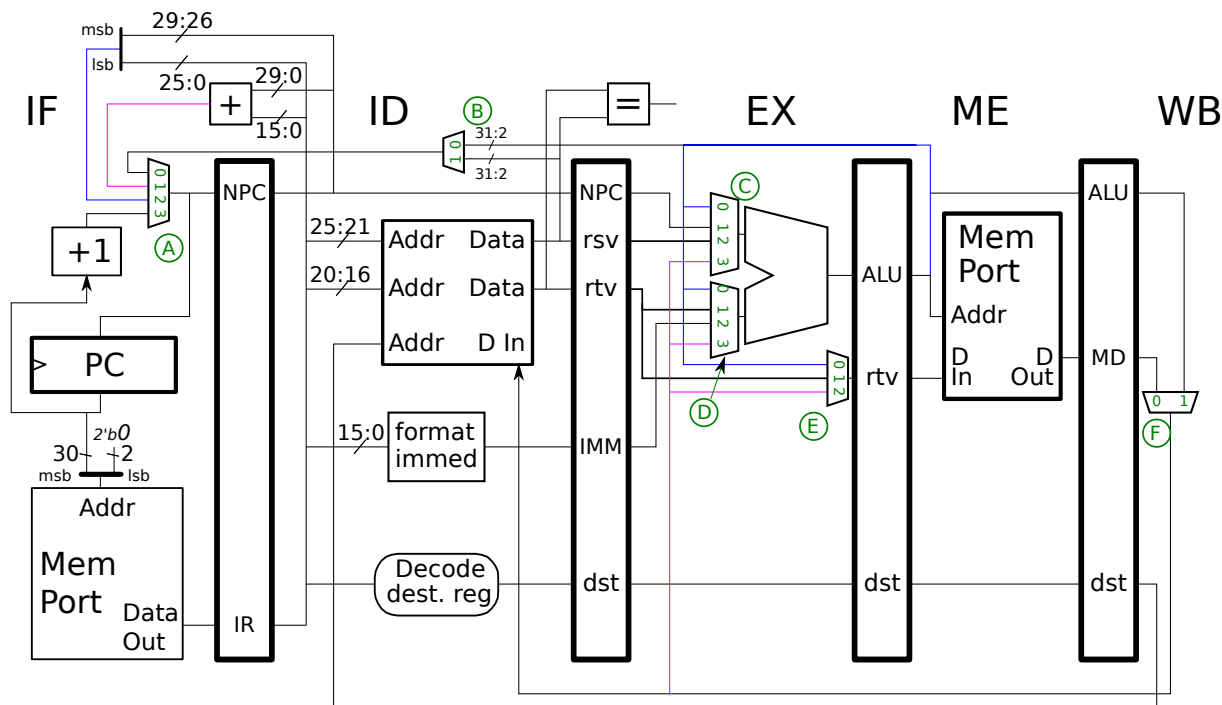 29:26
msb
lsb
25:0
29:0
15:0
+
IF
ID
EX
ME
WB
B
=
31:2
0
1
31:2
A
0
1
2
3
NPC
NPC
ALU
+1
25:21
20:16
Addr
Data
Addr
Data
Addr
D In
rsv
rtv
C
0
1
2
3
0
1
2
3
D
ALU
Mem
Port
Addr
D
In
D
Out
MD
PC
0
1
2
E
rtv
0
1
F
2'b0
30
2
msb
lsb
15:0
format
immed
IMM
Addr
Mem
Port
Data
Out
IR
Decode
dest. reg
dst
dst
dst